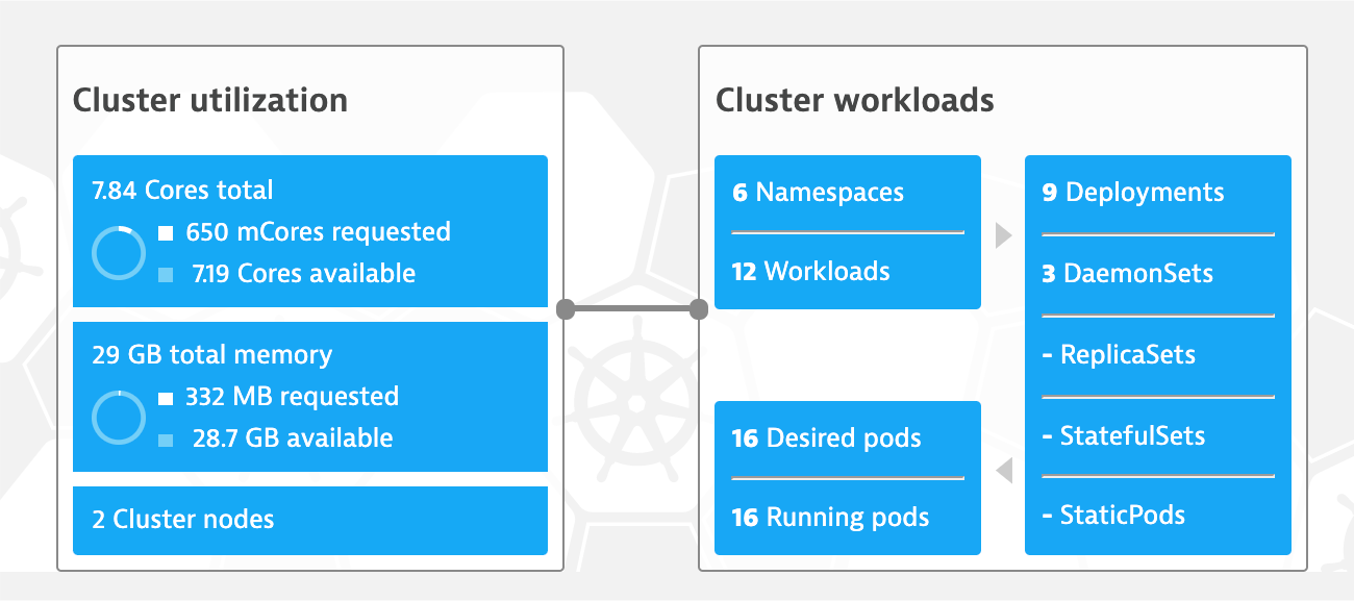 Cluster utilization
7.84 Cores total
650 mCores requested
7.19 Cores available
29 GB total memory
332 MB requested
28.7 GB available
2 Cluster nodes
Cluster workloads
6 Namespaces
12 Workloads
9 Deployments
3 DaemonSets
- ReplicaSets
- StatefulSets
- StaticPods
16 Desired pods
16 Running pods